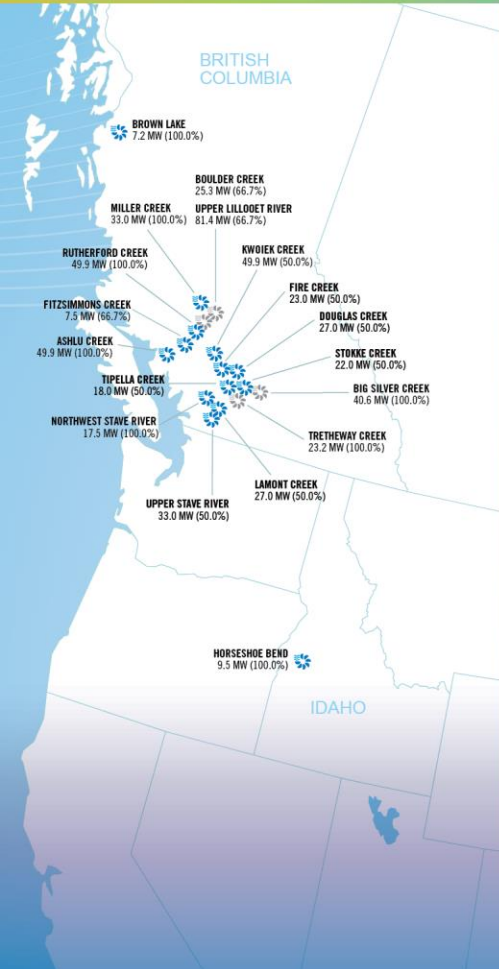 BRITISH
COLUMBIA
BROWN LAKE
7.2 MW (100.0%)
BOULDER CREEK
25.3 MW (66.7%)
MILLER CREEK
33.0 MW (100.0%)
UPPER LILLOOET RIVER
81.4 MW (66.7%)
RUTHERFORD CREEK
49.9 MW (100.0%)
KWOIEK CREEK
49.9 MW (50.0%)
FIRE CREEK
23.0 MW (50.0%)
FITZSIMMONS CREEK
7.5 MW (66.7%)
DOUGLAS CREEK
27.0 MW (50.0%)
ASHLU CREEK
49.9 MW (100.0%)
STOKKE CREEK
22.0 MW (50.0%)
TIPELLA CREEK
18.0 MW (50.0%)
BIG SILVER CREEK
40.6 MW (100.0%)
NORTHWEST STAVE RIVER
17.5 MW (100.0%)
TRETHEWAY CREEK
23.2 MW (100.0%)
LAMONT CREEK
27.0 MW (50.0%)
UPPER STAVE RIVER
33.0 MW (50.0%)
HORSESHOE BEND
9.5 MW (100.0%)
IDAHO